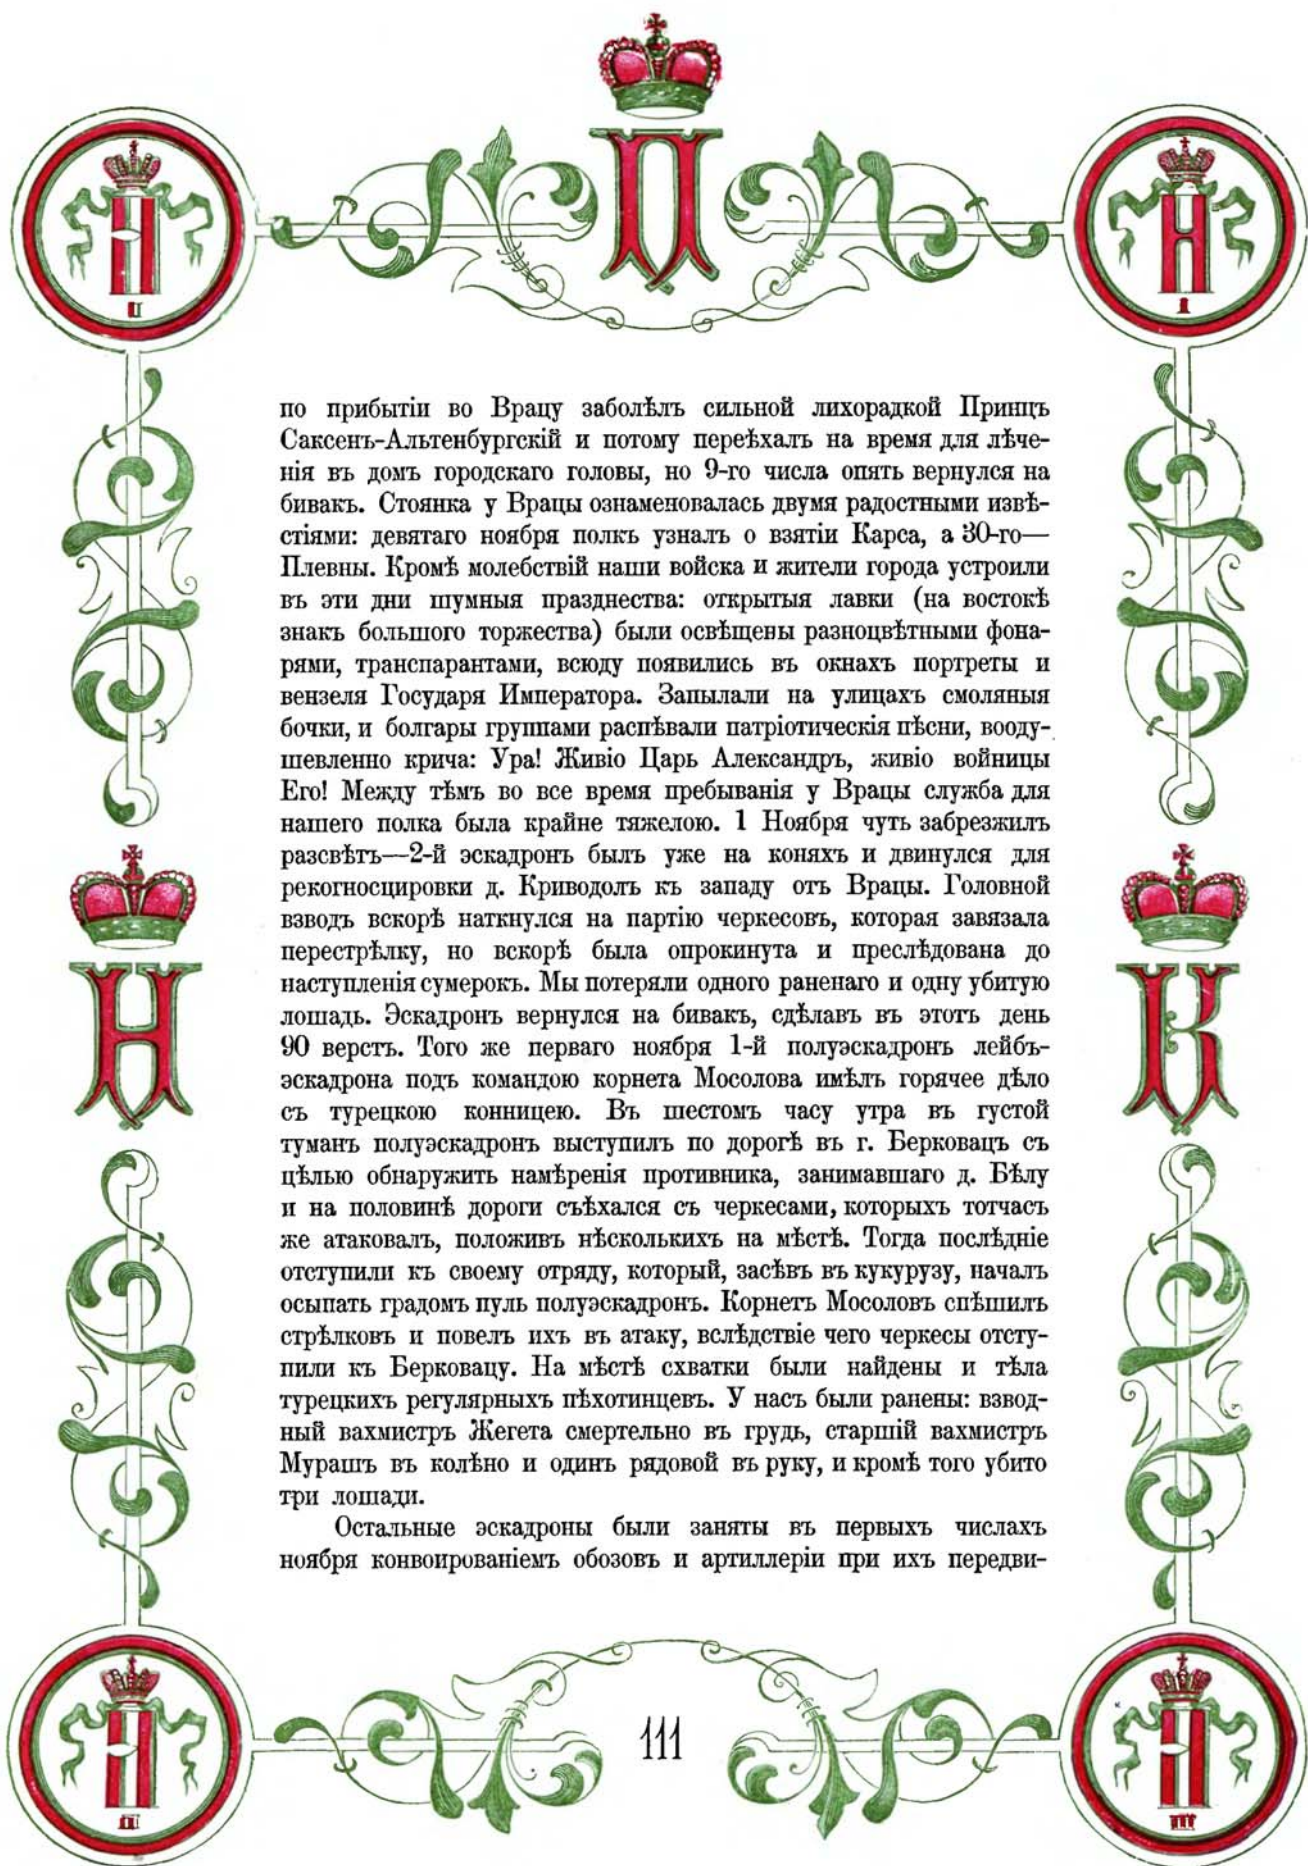 П
по прибытіи во Врацу заболѣлъ сильной лихорадкой Принцъ
Саксенъ-Альтенбургскій и потому переѣхалъ на время для лѣче-
нія въ домъ городскаго головы, но 9-го числа опять вернулся на
бивакъ. Стоянка у Врацы ознаменовалась двумя радостными извѣ-
стіями: девятаго ноября полкъ узналъ о взятіи Карса, а 30-го—
Плевны. Кромѣ молебствій наши войска и жители города устроили
въ эти дни шумныя празднества: открытыя лавки (на востокѣ
знакъ большого торжества) были освѣщены разноцвѣтными фона-
рями, транспарантами, всюду появились въ окнахъ портреты и
вензеля Государя Императора. Запылали на улицахъ смоляныя
бочки, и болгары группами распѣвали патріотическія пѣсни, вооду-
шевленно крича: Ура! Живіо Царь Александръ, живіо войницы
Его! Между тѣмъ во все время пребыванія у Врацы служба для
нашего полка была крайне тяжелою. 1 Ноября чуть забрезжилъ
разсвѣтъ—2-й эскадронъ былъ уже на коняхъ и двинулся для
рекогносцировки д. Криводолъ къ западу отъ Врацы. Головной
взводъ вскорѣ наткнулся на партію черкесовъ, которая завязала
перестрѣлку, но вскорѣ была опрокинута и преслѣдована до
наступленія сумерокъ. Мы потеряли одного раненаго и одну убитую
лошадь. Эскадронъ вернулся на бивакъ, сдѣлавъ въ этотъ день
90 верстъ. Того же перваго ноября 1-й полуэскадронъ лейбъ-
эскадрона подъ командою корнета Мосолова имѣлъ горячее дѣло
съ турецкою конницею. Въ шестомъ часу утра въ густой
туманъ полуэскадронъ выступилъ по дорогѣ въ г. Берковацъ съ
цѣлью обнаружить намѣренія противника, занимавшаго д. Бѣлу
и на половинѣ дороги съѣхался съ черкесами, которыхъ тотчасъ
же атаковалъ, положивъ нѣсколькихъ на мѣстѣ. Тогда послѣдніе
отступили къ своему отряду, который, засѣвъ въ кукурузу, началъ
осыпать градомъ пуль полуэскадронъ. Корнетъ Мосоловъ спѣшилъ
стрѣлковъ и повелъ ихъ въ атаку, вслѣдствіе чего черкесы отсту-
пили къ Берковацу. На мѣстѣ схватки были найдены и тѣла
турецкихъ регулярныхъ пѣхотинцевъ. У насъ были ранены: взвод-
ный вахмистръ Жегета смертельно въ грудь, старшій вахмистръ
Мурашъ въ колѣно и одинъ рядовой въ руку, и кромѣ того убито
три лошади.
Остальные эскадроны были заняты въ первыхъ числахъ
ноября конвоированіемъ обозовъ и артиллеріи при ихъ передви-
Н
К
111